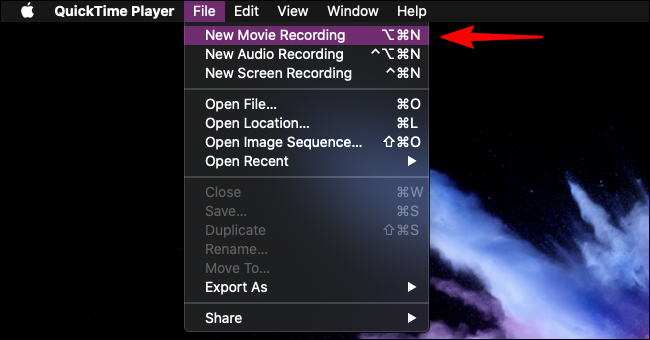 QuickTime Player File Edit View Window Help
New Movie Recording ⌥⌘N
New Audio Recording ^⌥⌘N
New Screen Recording ^⌘N
Open File... ⌘O
Open Location... ⌘L
Open Image Sequence... ⇧⌘O
Open Recent ▶
Close ⌘W
Save... ⌘S
Duplicate ⇧⌘S
Rename...
Move To...
Export As ▶
Share ▶